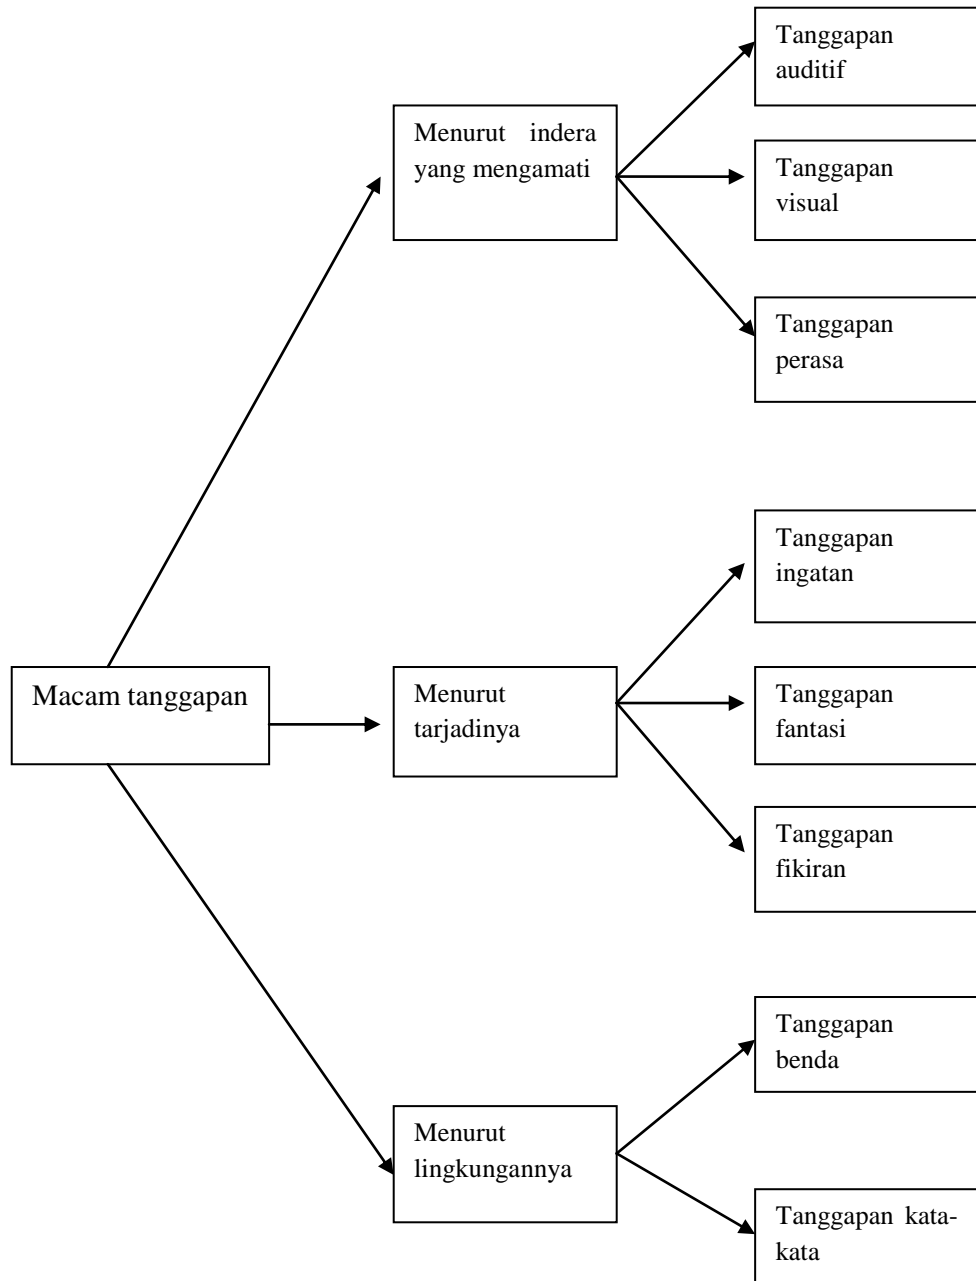 Macam tanggapan
Menurut indera
yang mengamati
Tanggapan
auditif
Tanggapan
visual
Tanggapan
perasa
Menurut
tarjadinya
Tanggapan
ingatan
Tanggapan
fantasi
Tanggapan
fikiran
Menurut
lingkungannya
Tanggapan
benda
Tanggapan kata-
kata